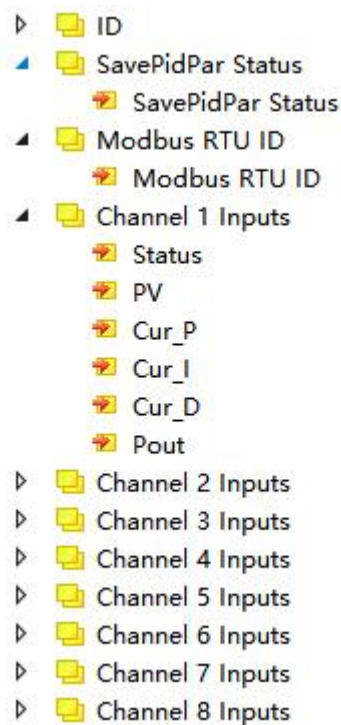 ID
SavePidPar Status
SavePidPar Status
Modbus RTU ID
Modbus RTU ID
Channel 1 Inputs
Status
PV
Cur_P
Cur_I
Cur_D
Pout
Channel 2 Inputs
Channel 3 Inputs
Channel 4 Inputs
Channel 5 Inputs
Channel 6 Inputs
Channel 7 Inputs
Channel 8 Inputs